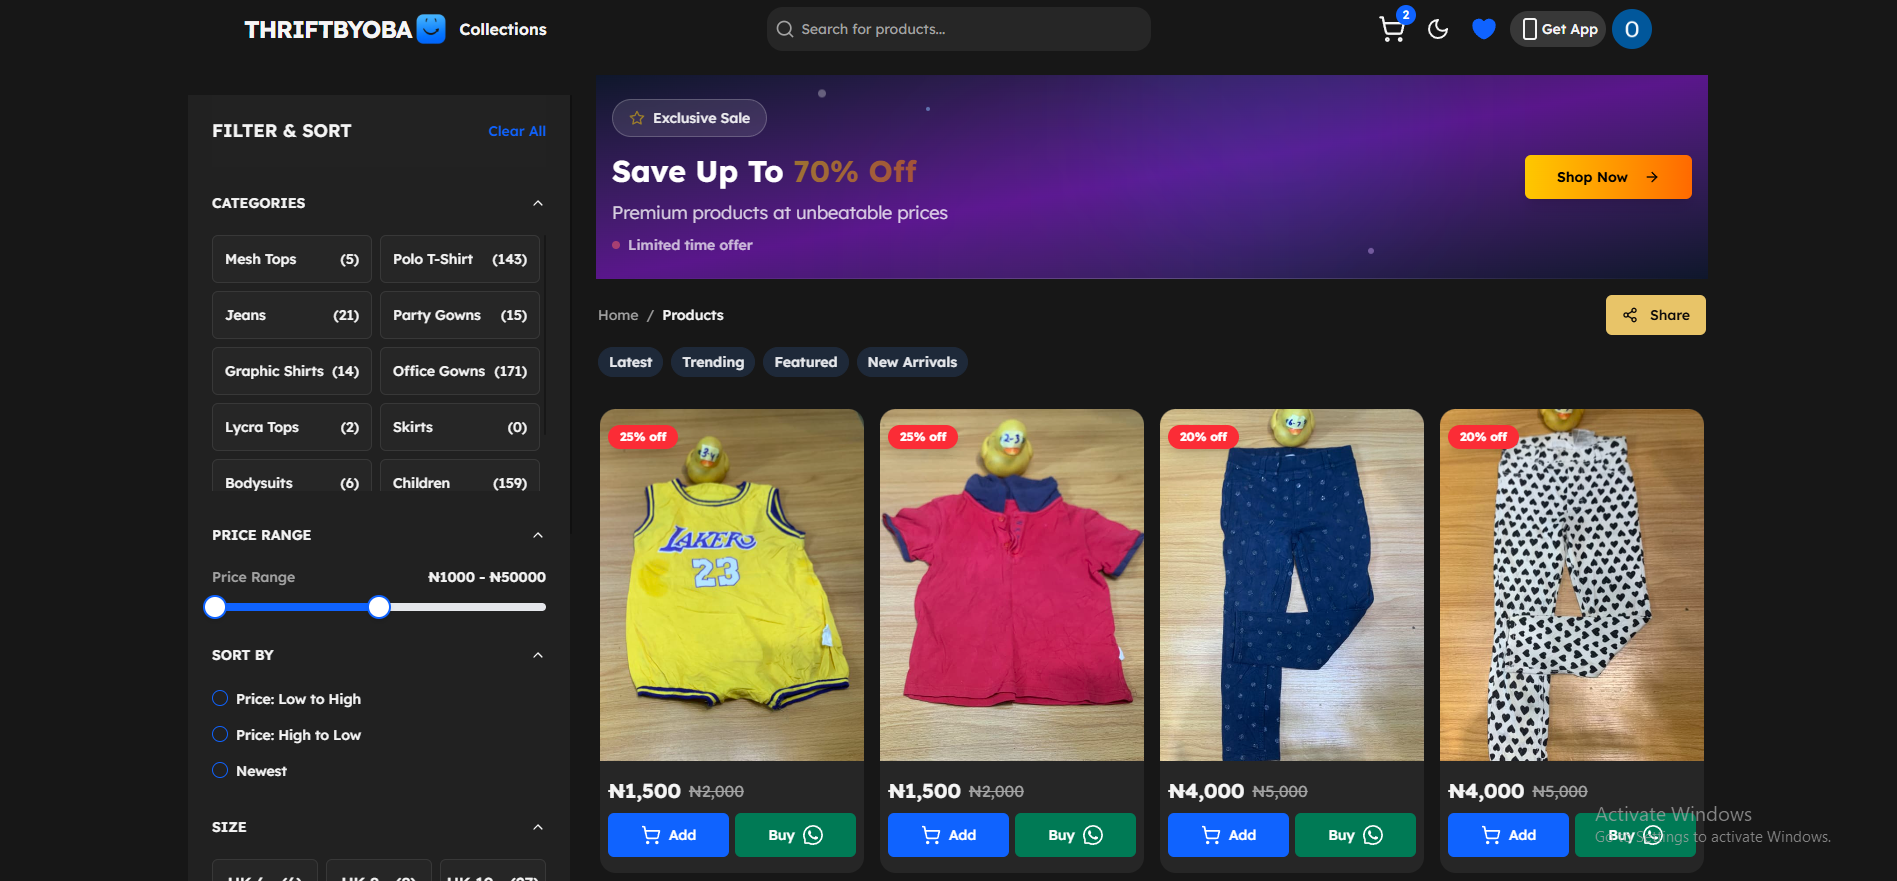 THRIFTBYOBA Collections
Search for products...
2
Get App
O
FILTER & SORT
Clear All
CATEGORIES
Mesh Tops (5)
Polo T-Shirt (143)
Jeans (21)
Party Gowns (15)
Graphic Shirts (14)
Office Gowns (171)
Lycra Tops (2)
Skirts (0)
Bodysuits (6)
Children (159)
PRICE RANGE
Price Range ₦1000 - ₦50000
SORT BY
Price: Low to High
Price: High to Low
Newest
SIZE
Exclusive Sale
Save Up To 70% Off
Premium products at unbeatable prices
Limited time offer
Shop Now
Home / Products
Share
Latest
Trending
Featured
New Arrivals
25% off
3-4
LAKERS
23
₦1,500 ₦2,000
Add
Buy
25% off
2-3
₦1,500 ₦2,000
Add
Buy
20% off
₦4,000 ₦5,000
Add
Buy
20% off
₦4,000 ₦5,000
Add
Buy
Activate Windows
Go to Settings to activate Windows.